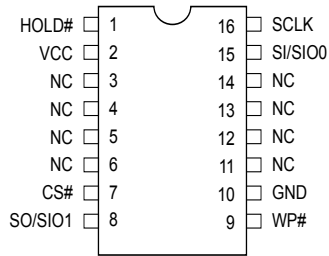 HOLD# 1 16 SCLK
VCC 2 15 SI/SIO0
NC 3 14 NC
NC 4 13 NC
NC 5 12 NC
NC 6 11 NC
CS# 7 10 GND
SO/SIO1 8 9 WP#